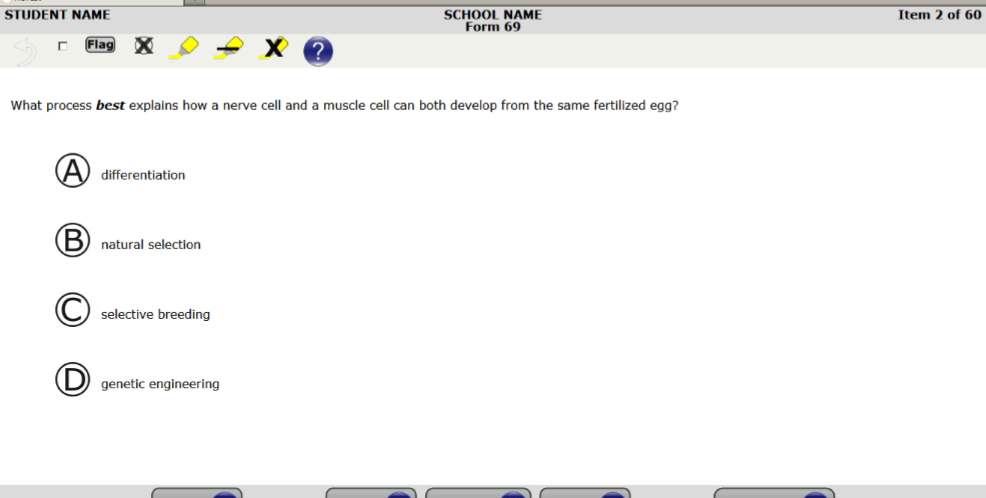 STUDENT NAME
SCHOOL NAME
Item 2 of 60
Form 69
Flag
X
?
What process best explains how a nerve cell and a muscle cell can both develop from the same fertilized egg?
A differentiation
B natural selection
C selective breeding
D genetic engineering